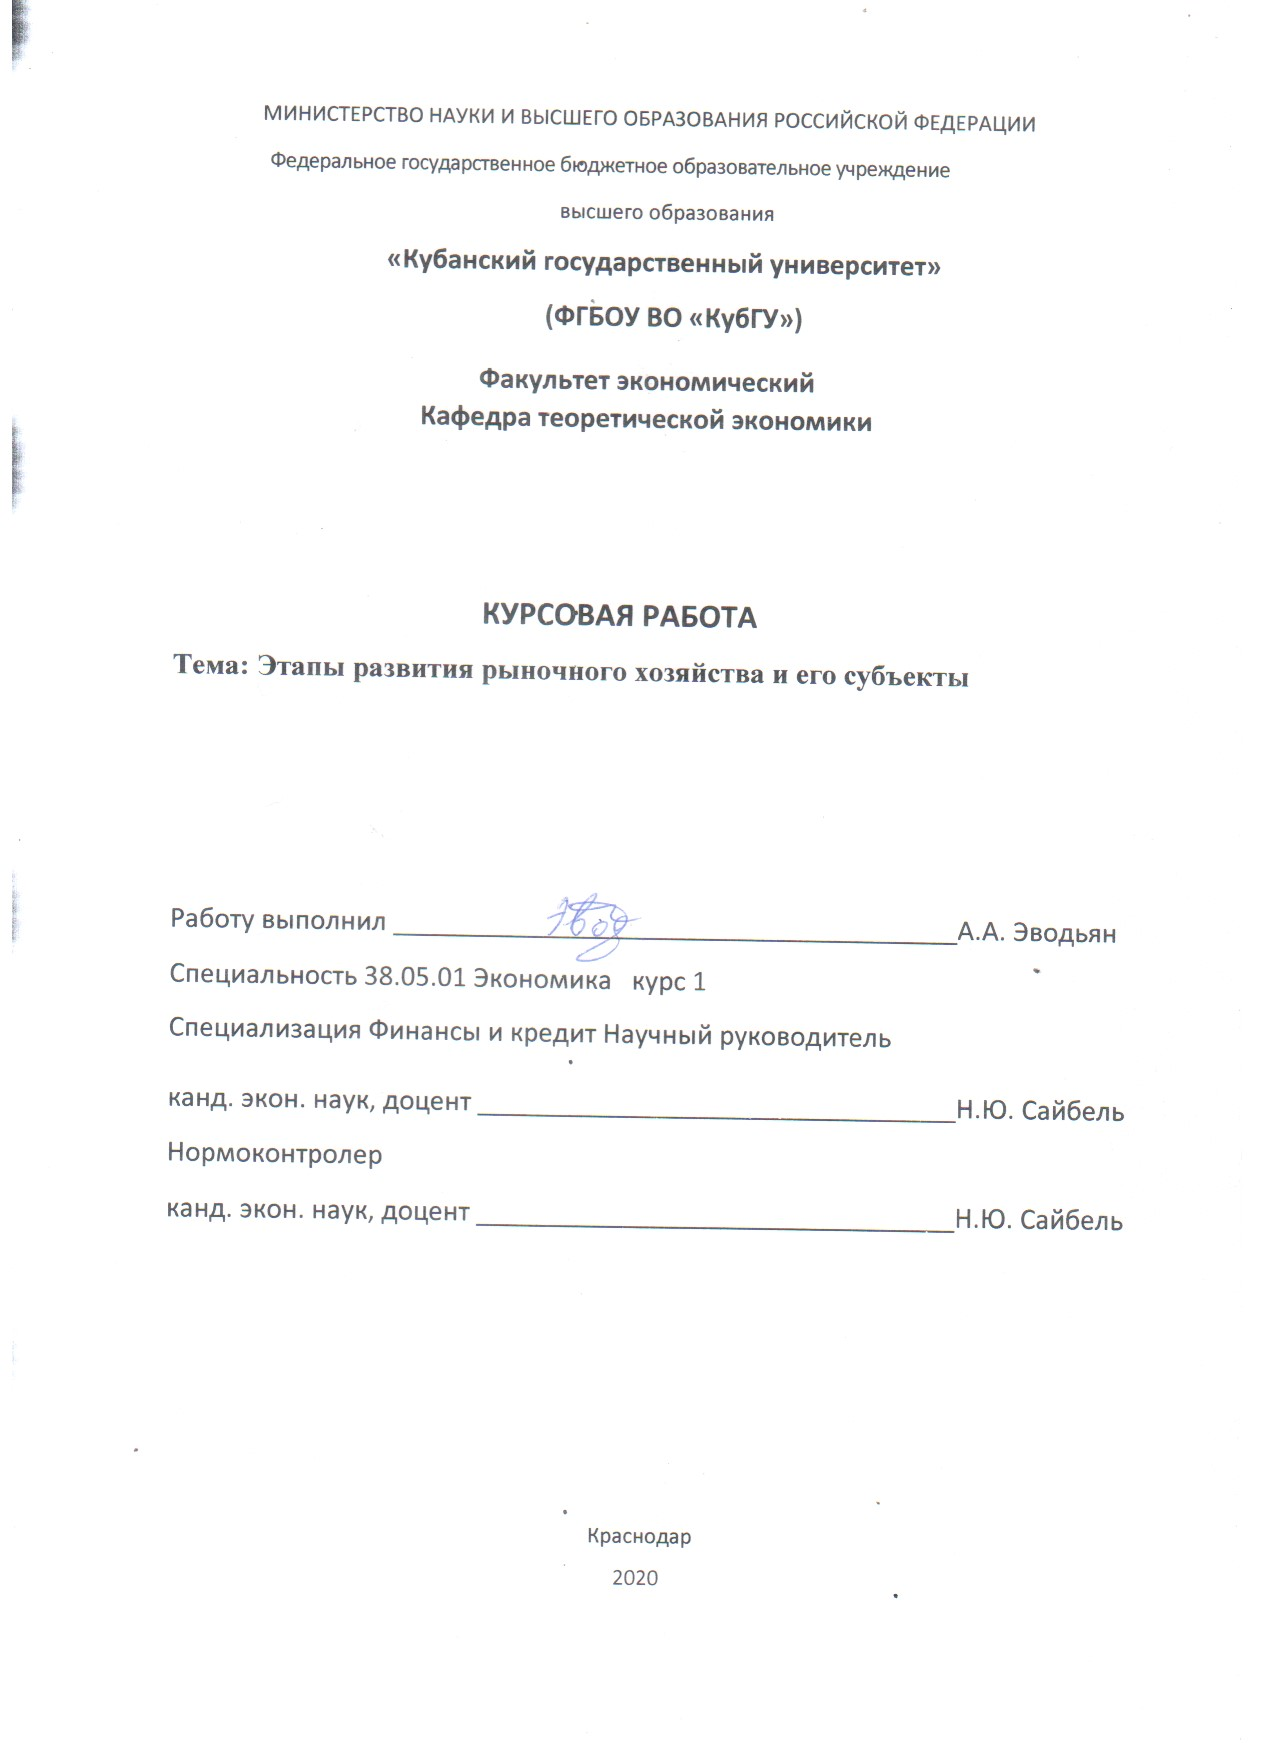 МИНИСТЕРСТВО НАУКИ И ВЫСШЕГО ОБРАЗОВАНИЯ РОССИЙСКОЙ ФЕДЕРАЦИИ
Федеральное государственное бюджетное образовательное учреждение
высшего образования
«Кубанский государственный университет»
(ФГБОУ ВО «КубГУ»)
Факультет экономический
Кафедра теоретической экономики
КУРСОВАЯ РАБОТА
Тема: Этапы развития рыночного хозяйства и его субъекты
Работу выполнил А.А. Эводьян
Специальность 38.05.01 Экономика курс 1
Специализация Финансы и кредит Научный руководитель
канд. экон. наук, доцент Н.Ю. Сайбель
Нормоконтролер
канд. экон. наук, доцент Н.Ю. Сайбель
Краснодар
2020